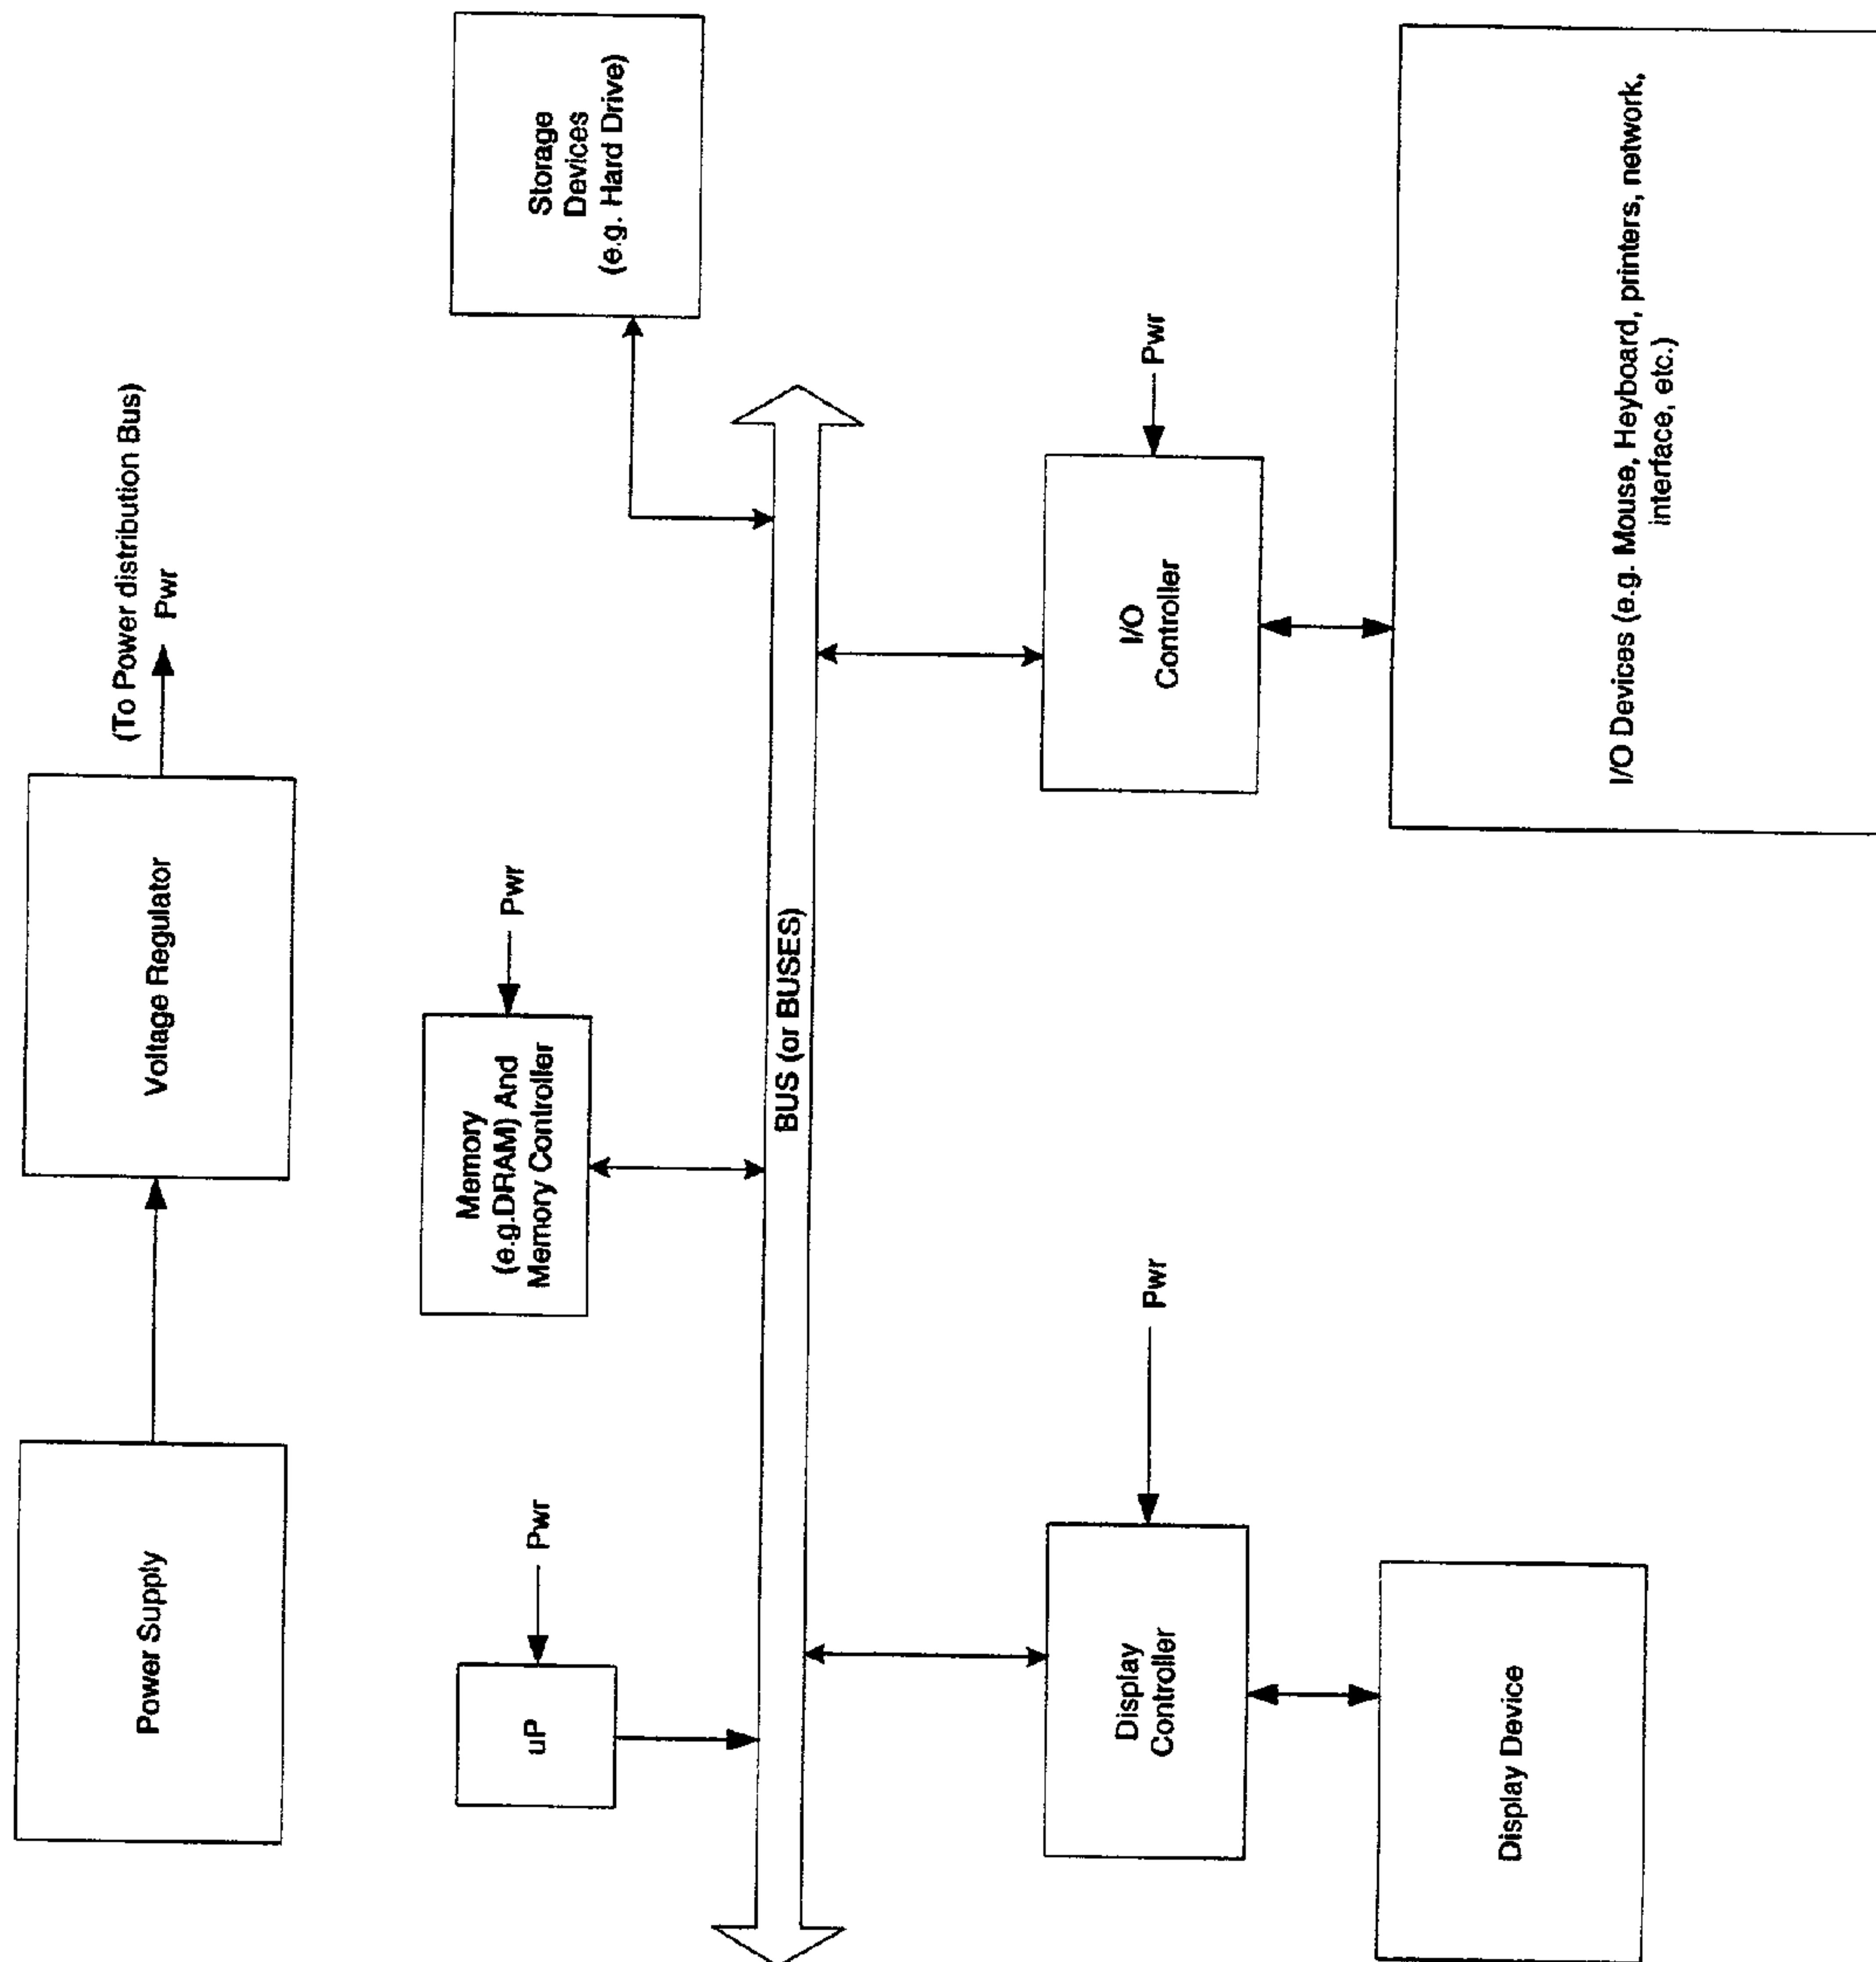 Power Supply
Voltage Regulator
(To Power distribution Bus)
Pwr
uP
Pwr
Memory
(e.g.DRAM) And
Memory Controller
Pwr
Storage
Devices
(e.g. Hard Drive)
BUS (or BUSES)
Display
Controller
Pwr
I/O
Controller
Pwr
Display Device
I/O Devices (e.g. Mouse, Heyboard, printers, network,
interface, etc.)